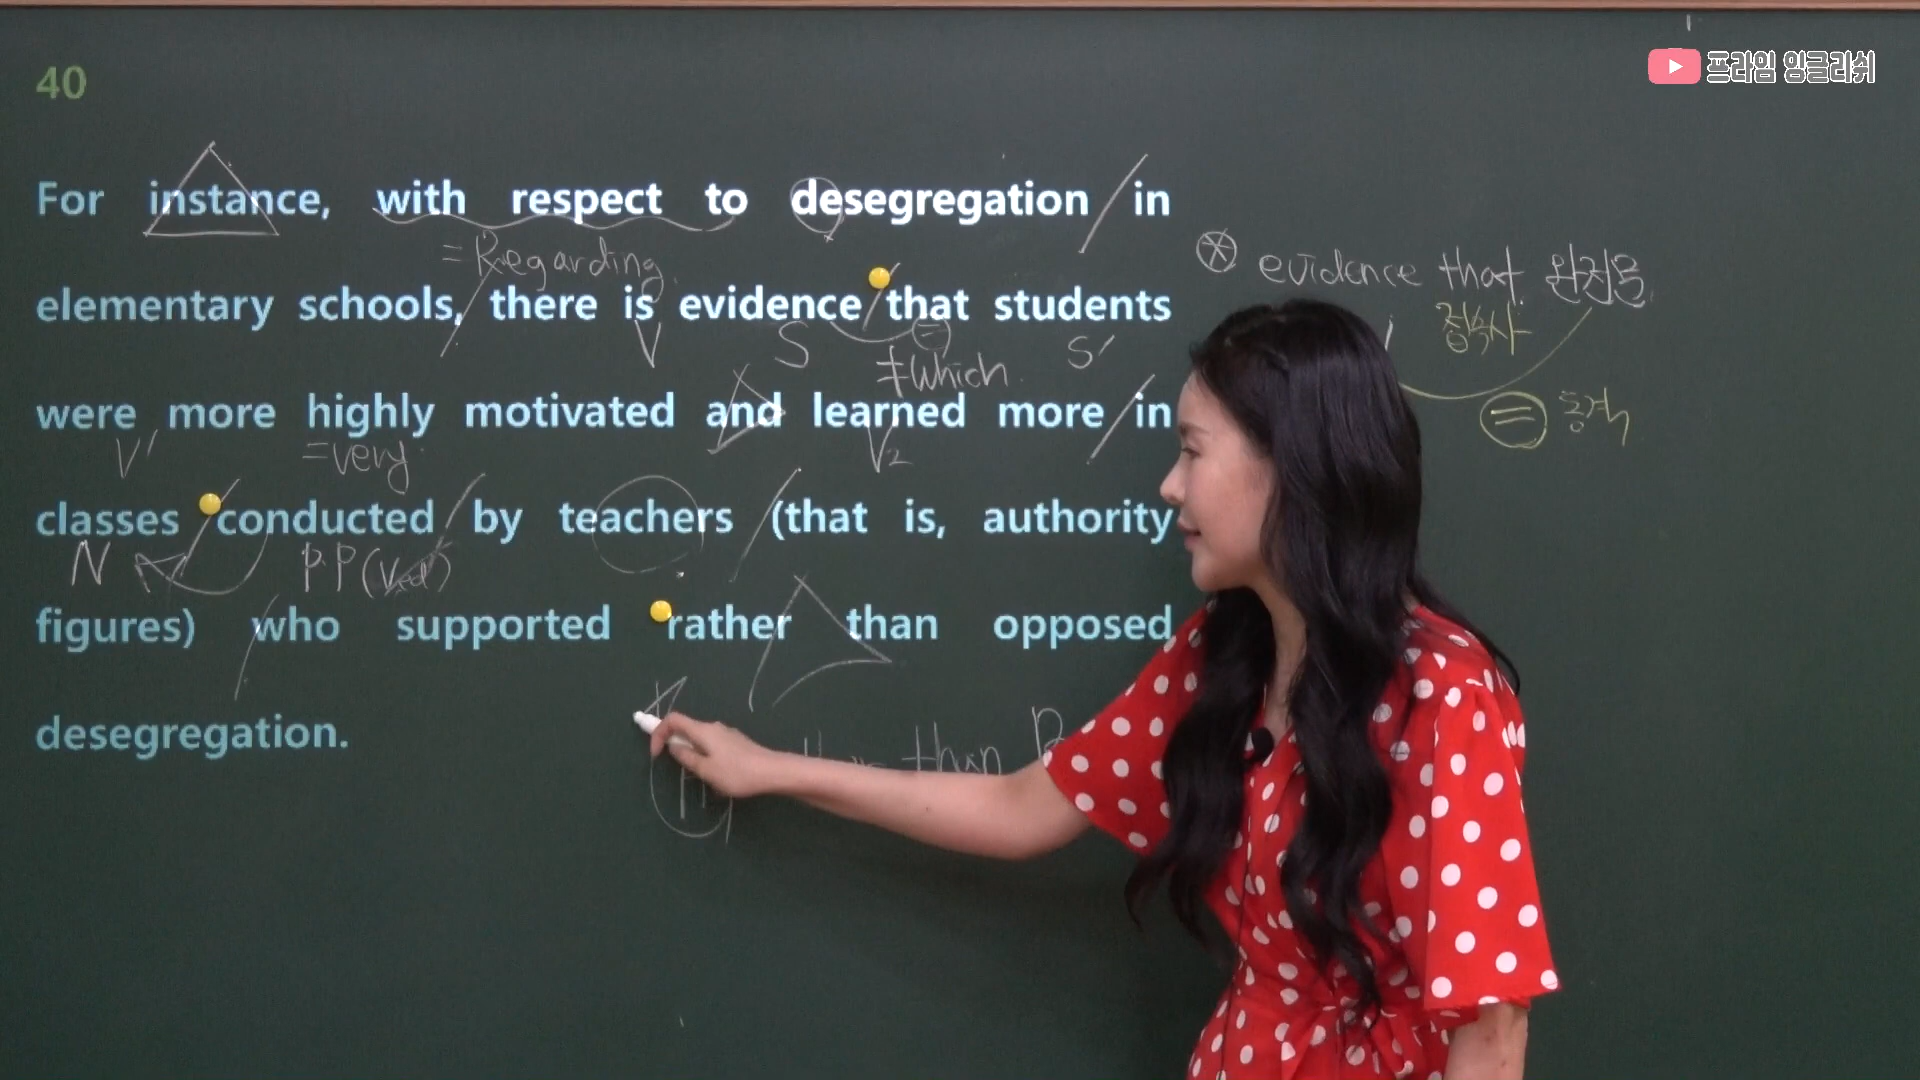 프라임 잉글리쉬
40
For instance, with respect to desegregation in
= Regarding
elementary schools, there is evidence that students
V S = S'
≠ which
were more highly motivated and learned more in
V' = very V2
classes conducted by teachers (that is, authority
N P.P (Ved)
figures) who supported rather than opposed
desegregation.
than B
* evidence that 완전문
접속사
= 동격